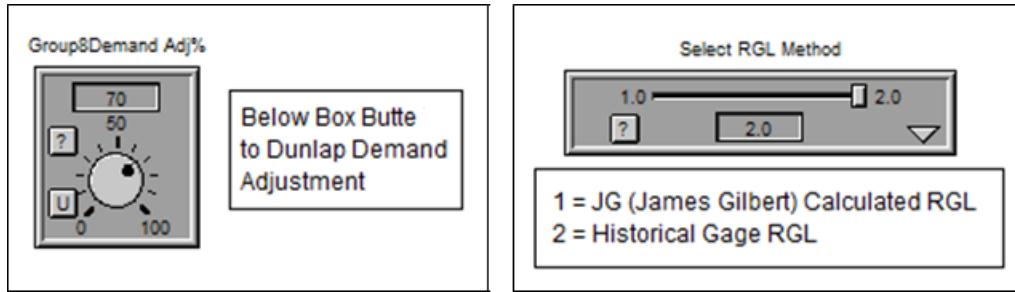 Group8Demand Adj%
70
50
?
U
0 100
Below Box Butte
to Dunlap Demand
Adjustment
Select RGL Method
1.0 2.0
? 2.0
1 = JG (James Gilbert) Calculated RGL
2 = Historical Gage RGL